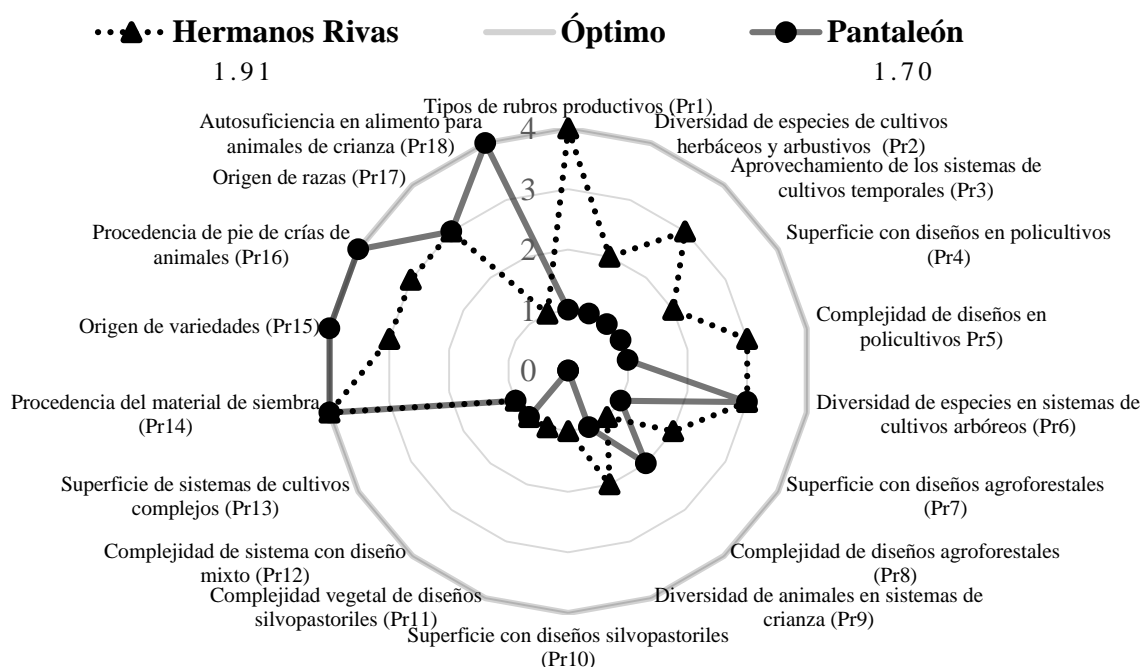 Hermanos Rivas
Óptimo
Pantaleón
1.91
1.70
Tipos de rubros productivos (Pr1)
Diversidad de especies de cultivos
herbáceos y arbustivos (Pr2)
Aprovechamiento de los sistemas de
cultivos temporales (Pr3)
Superficie con diseños en policultivos
(Pr4)
Complejidad de diseños en
policultivos Pr5)
Diversidad de especies en sistemas de
cultivos arbóreos (Pr6)
Superficie con diseños agroforestales
(Pr7)
Complejidad de diseños agroforestales
(Pr8)
Diversidad de animales en sistemas de
crianza (Pr9)
Superficie con diseños silvopastoriles
(Pr10)
Complejidad vegetal de diseños
silvopastoriles (Pr11)
Complejidad de sistema con diseño
mixto (Pr12)
Superficie de sistemas de cultivos
complejos (Pr13)
Procedencia del material de siembra
(Pr14)
Origen de variedades (Pr15)
Procedencia de pie de crías de
animales (Pr16)
Origen de razas (Pr17)
Autosuficiencia en alimento para
animales de crianza (Pr18)
4
3
2
1
0